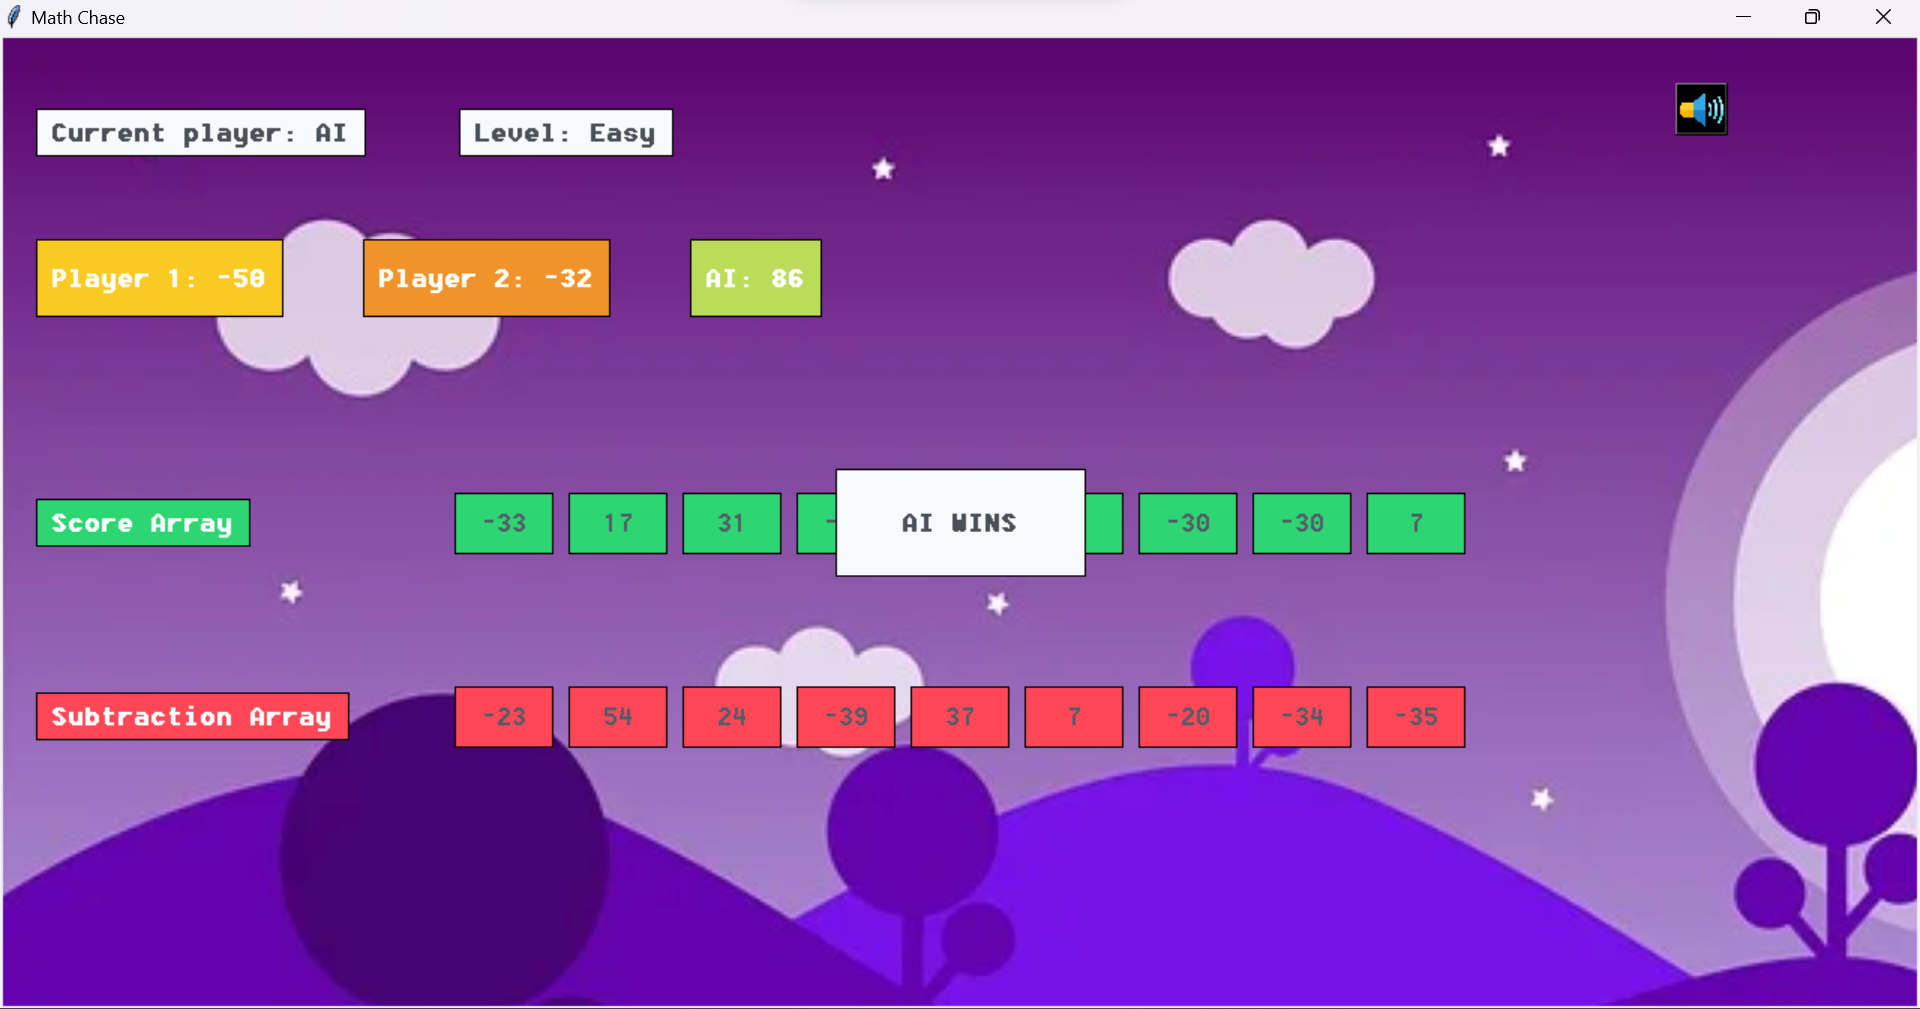 Math Chase
Current player: AI Level: Easy
Player 1: -50 Player 2: -32 AI: 86
Score Array -33 17 31 AI WINS -30 -30 7
Subtraction Array -23 54 24 -39 37 7 -20 -34 -35